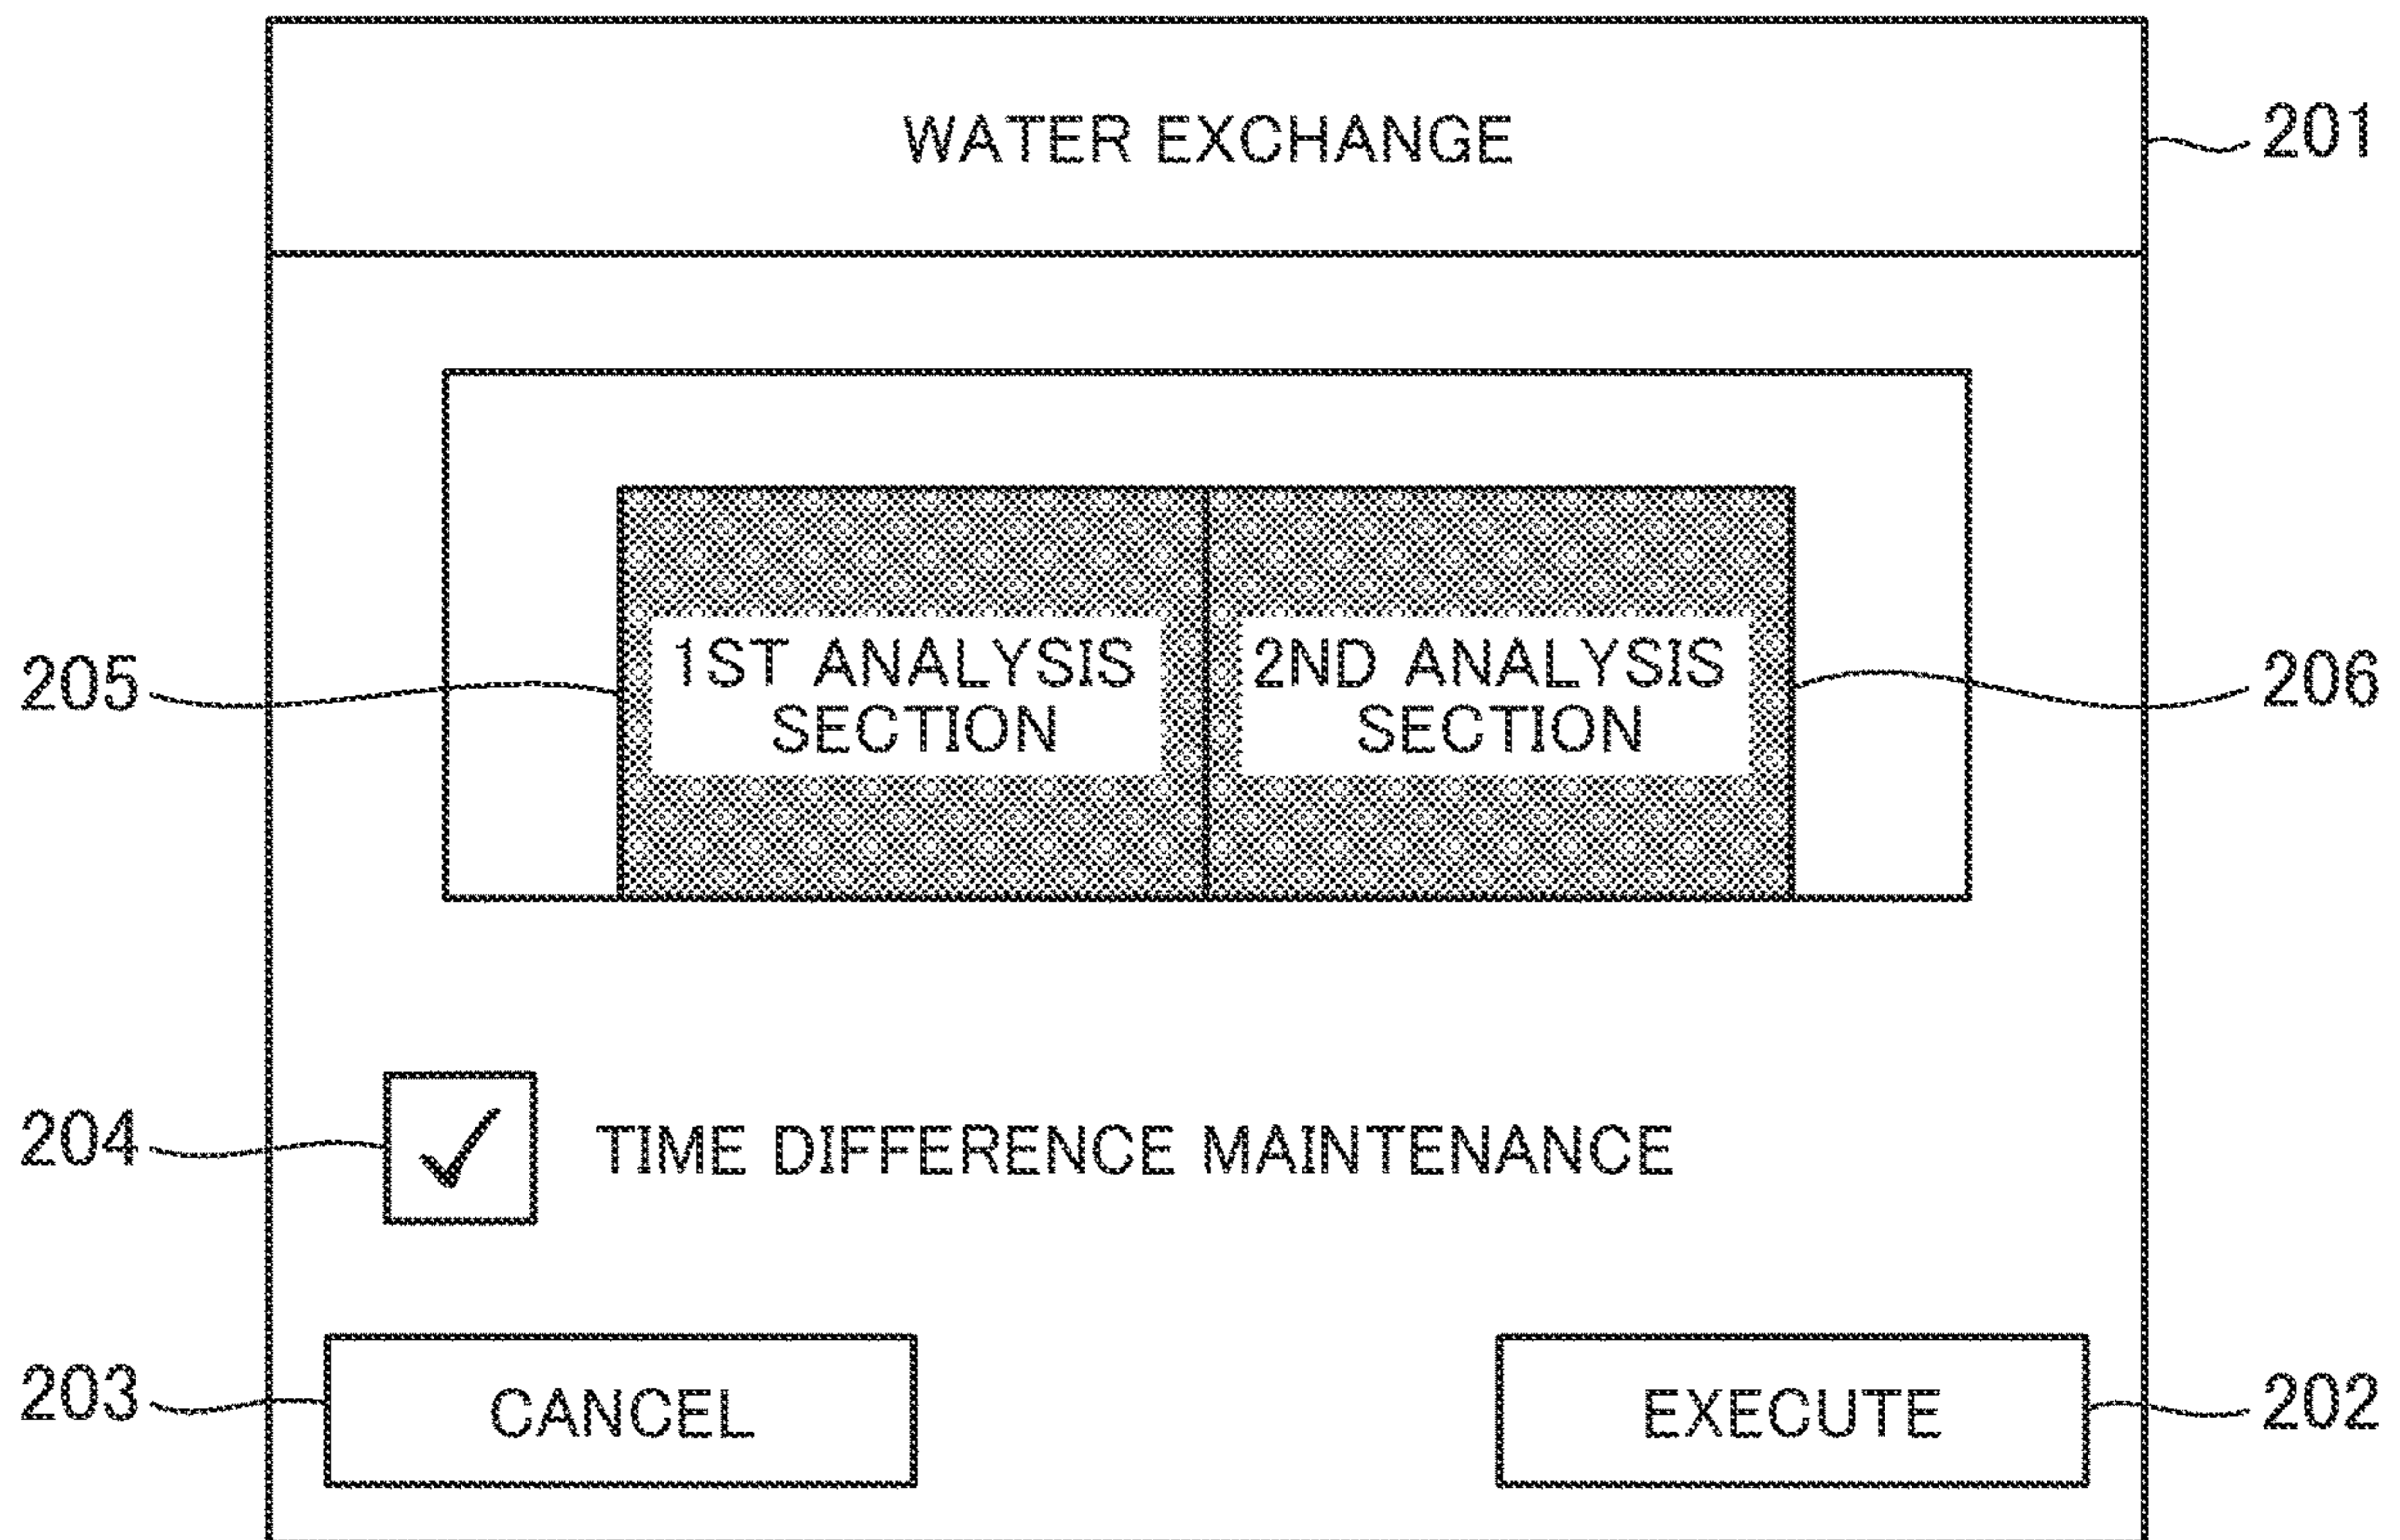 WATER EXCHANGE
201
205
1ST ANALYSIS
SECTION
2ND ANALYSIS
SECTION
206
204
TIME DIFFERENCE MAINTENANCE
203
CANCEL
EXECUTE
202